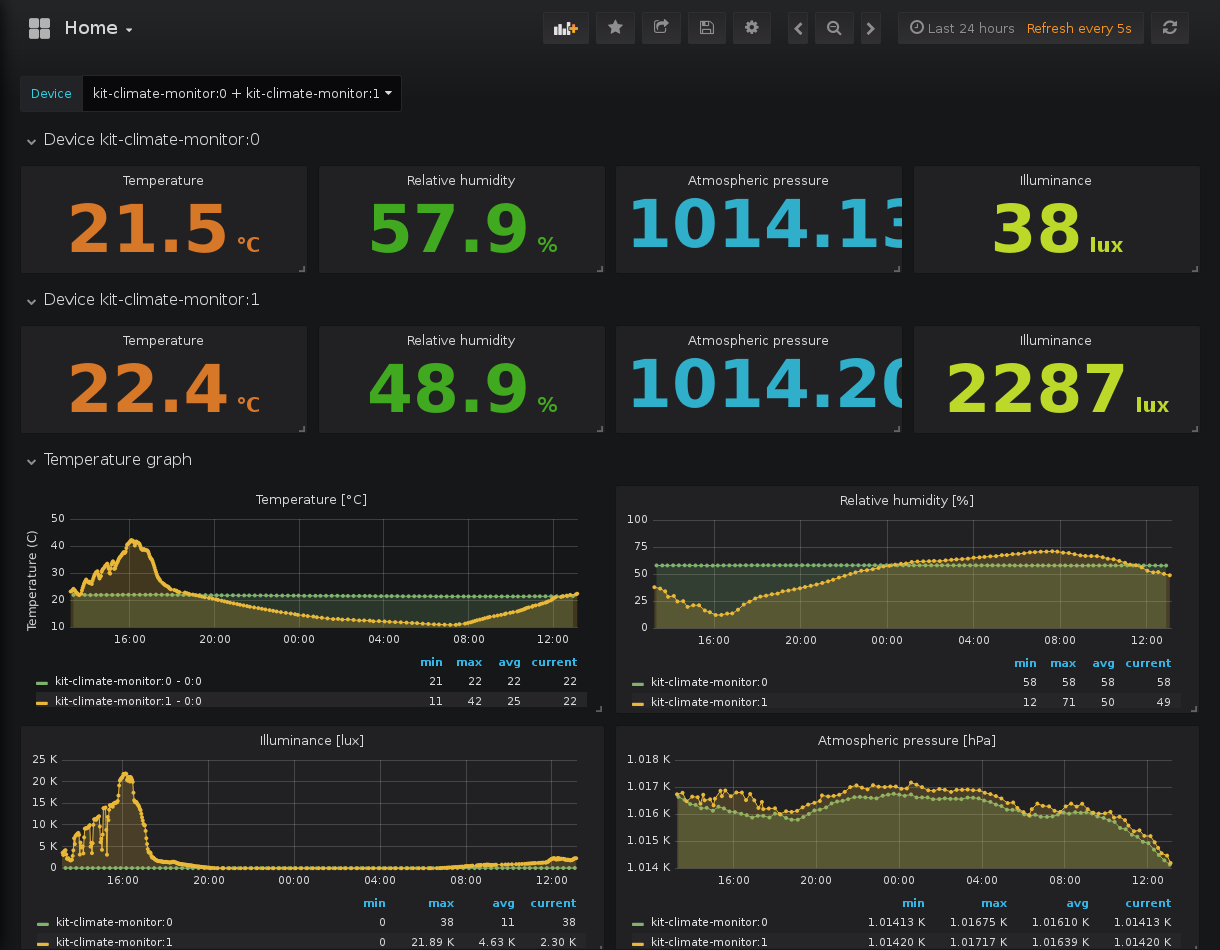 Home
Last 24 hours Refresh every 5s
Device kit-climate-monitor:0 + kit-climate-monitor:1
Device kit-climate-monitor:0
Temperature Relative humidity Atmospheric pressure Illuminance
21.5 °C 57.9 % 1014.13 38 lux
Device kit-climate-monitor:1
Temperature Relative humidity Atmospheric pressure Illuminance
22.4 °C 48.9 % 1014.20 2287 lux
Temperature graph
Temperature [°C]
Temperature (C)
50
40
30
20
10
16:00 20:00 00:00 04:00 08:00 12:00
min max avg current
kit-climate-monitor:0 - 0:0 21 22 22 22
kit-climate-monitor:1 - 0:0 11 42 25 22
Relative humidity [%]
100
75
50
25
0
16:00 20:00 00:00 04:00 08:00 12:00
min max avg current
kit-climate-monitor:0 58 58 58 58
kit-climate-monitor:1 12 71 50 49
Illuminance [lux]
25 K
20 K
15 K
10 K
5 K
0
16:00 20:00 00:00 04:00 08:00 12:00
min max avg current
kit-climate-monitor:0 0 38 11 38
kit-climate-monitor:1 0 21.89 K 4.63 K 2.30 K
Atmospheric pressure [hPa]
1.018 K
1.017 K
1.016 K
1.015 K
1.014 K
16:00 20:00 00:00 04:00 08:00 12:00
min max avg current
kit-climate-monitor:0 1.01413 K 1.01675 K 1.01610 K 1.01413 K
kit-climate-monitor:1 1.01420 K 1.01717 K 1.01639 K 1.01420 K